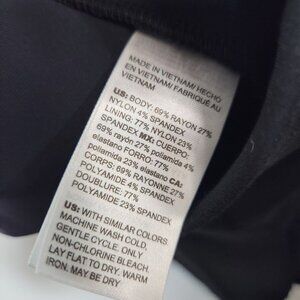 MADE IN VIETNAM/ HECHO
EN VIETNAM/ FABRIQUÉ AU
VIETNAM
US: BODY: 69% RAYON 27%
NYLON 4% SPANDEX
LINING: 77% NYLON 23%
SPANDEX MX: CUERPO:
69% rayón 27% poliamida 4%
elastano FORRO: 77%
poliamida 23% elastano CA:
CORPS: 69% RAYONNE 27%
POLYAMIDE 4% SPANDEX
DOUBLURE: 77%
POLYAMIDE 23% SPANDEX
US: WITH SIMILAR COLORS
MACHINE WASH COLD,
GENTLE CYCLE. ONLY
NON-CHLORINE BLEACH.
LAY FLAT TO DRY. WARM
IRON. MAY BE DRY